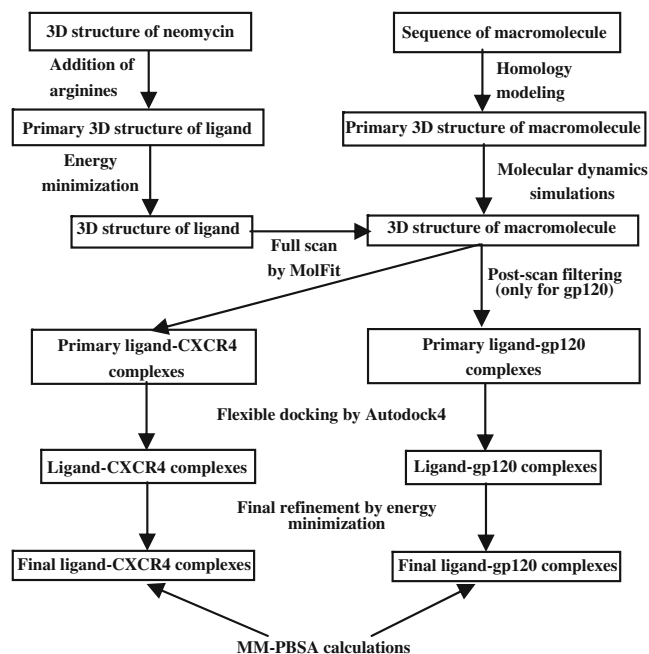 3D structure of neomycin
Sequence of macromolecule
Addition of
arginines
Homology
modeling
Primary 3D structure of ligand
Primary 3D structure of macromolecule
Energy
minimization
Molecular dynamics
simulations
3D structure of ligand
3D structure of macromolecule
Full scan
by MolFit
Post-scan filtering
(only for gp120)
Primary ligand-CXCR4
complexes
Primary ligand-gp120
complexes
Flexible docking by Autodock4
Ligand-CXCR4 complexes
Ligand-gp120 complexes
Final refinement by energy
minimization
Final ligand-CXCR4 complexes
Final ligand-gp120 complexes
MM-PBSA calculations